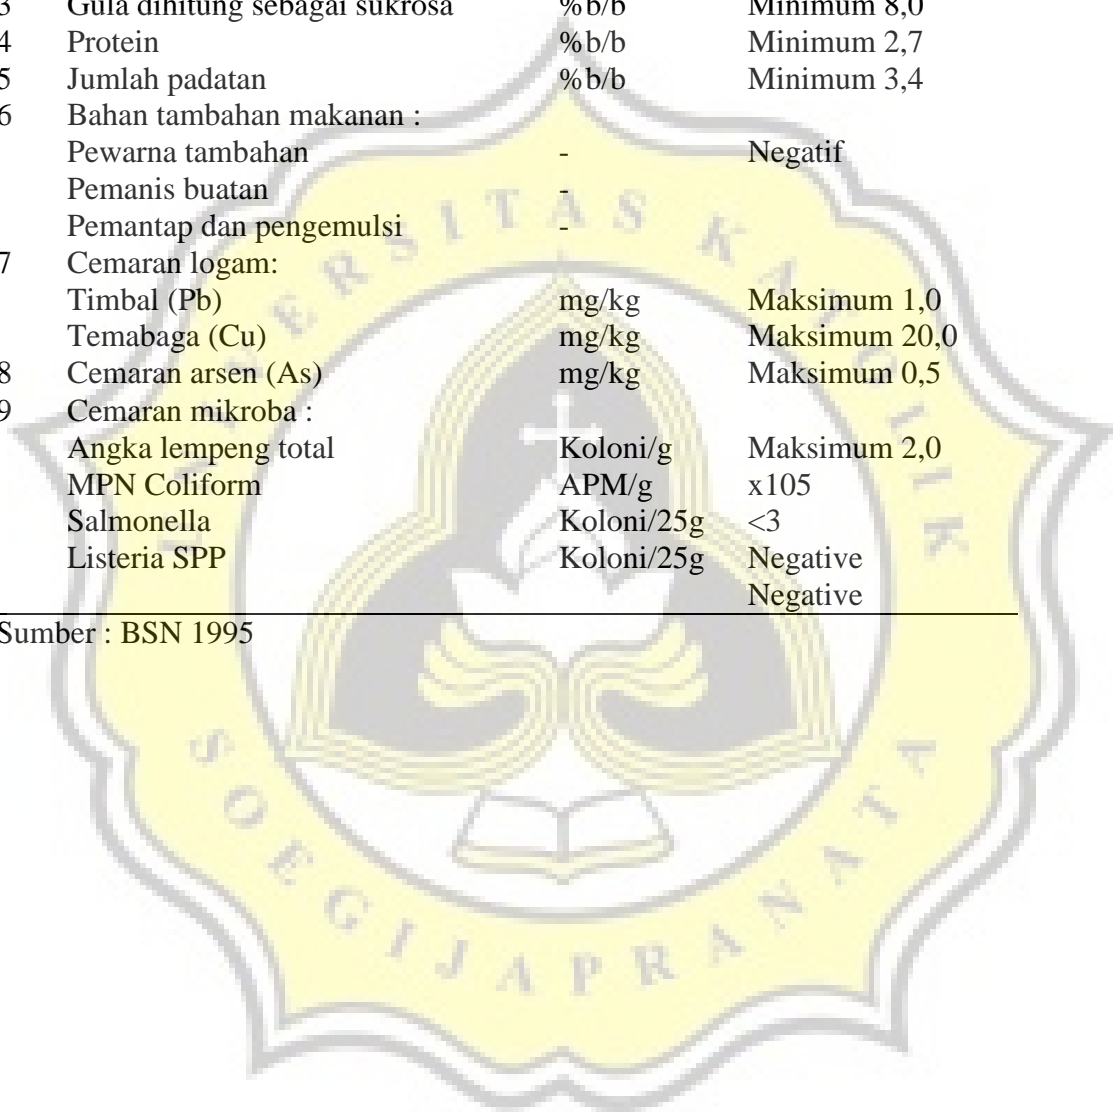 3 Gula dihitung sebagai sukrosa %b/b Minimum 8,0
4 Protein %b/b Minimum 2,7
5 Jumlah padatan %b/b Minimum 3,4
6 Bahan tambahan makanan :
Pewarna tambahan - Negatif
Pemanis buatan -
Pemantap dan pengemulsi -
7 Cemaran logam:
Timbal (Pb) mg/kg Maksimum 1,0
Temabaga (Cu) mg/kg Maksimum 20,0
8 Cemaran arsen (As) mg/kg Maksimum 0,5
9 Cemaran mikroba :
Angka lempeng total Koloni/g Maksimum 2,0
MPN Coliform APM/g x105
Salmonella Koloni/25g <3
Listeria SPP Koloni/25g Negative
Negative
Sumber : BSN 1995
UNIVERSITAS KATOLIK
SOEGIJAPRANATA